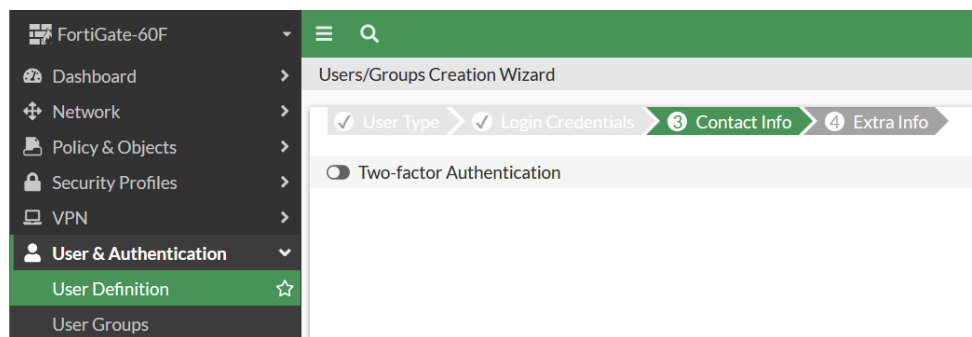 FortiGate-60F
Dashboard
Network
Policy & Objects
Security Profiles
VPN
User & Authentication
User Definition
User Groups
Users/Groups Creation Wizard
User Type Login Credentials 3 Contact Info 4 Extra Info
Two-factor Authentication